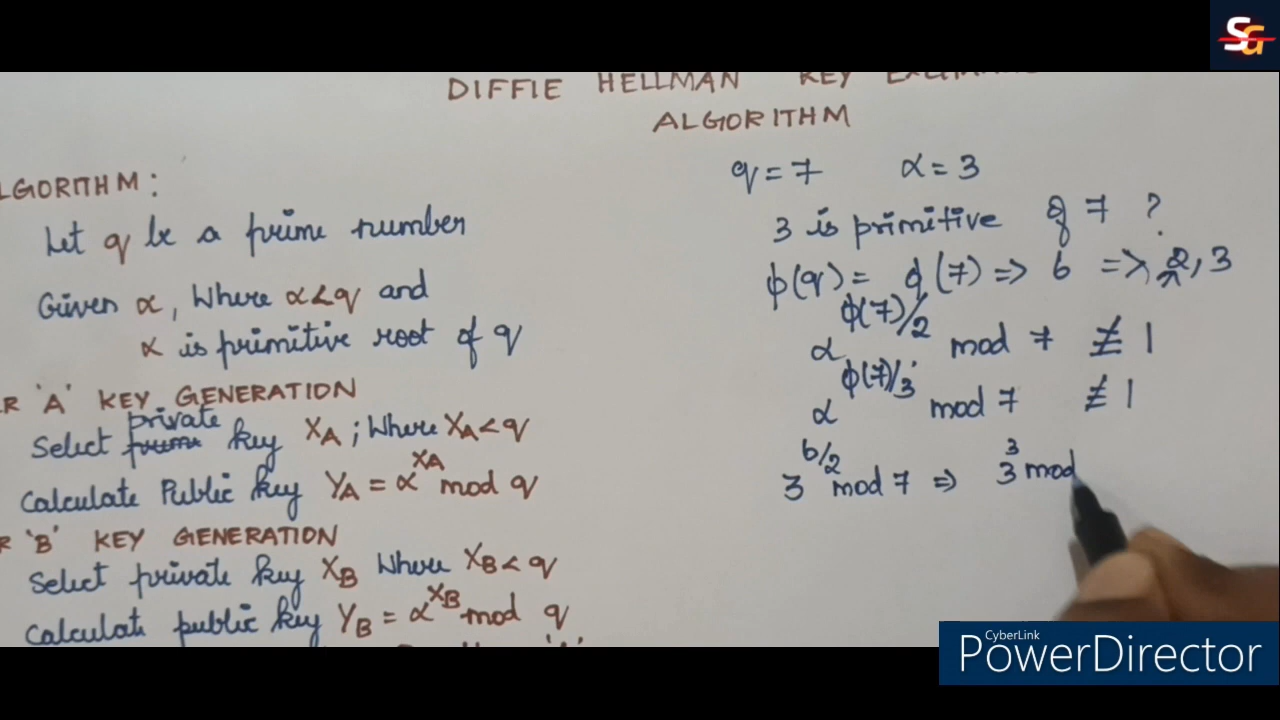 SG
DIFFIE HELLMAN KEY
ALGORITHM
LGORITHM:
Let q be a prime number
Given α, Where α<q and
α is primitive root of q
R 'A' KEY GENERATION
private
Select key XA ; Where XA<q
Calculate Public key YA = α^XA mod q
R 'B' KEY GENERATION
Select private key XB Where XB< q
Calculate public key YB = α^XB mod q
q = 7 α = 3
3 is primitive of 7 ?
φ(q) = φ(7) => 6 => 2, 3
α^φ(7)/2 mod 7 ≢ 1
α^φ(7)/3 mod 7 ≢ 1
3^6/2 mod 7 => 3^3 mod
CyberLink
PowerDirector